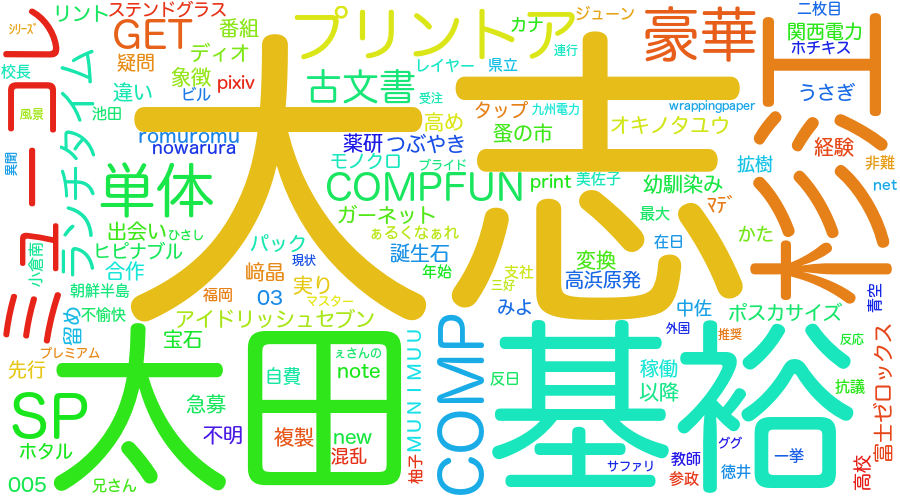 シリーズ
ステンドグラス
リント
GET
番組
プリントア
カナ
ジューン
豪華
二枚目
関西電力
ホチキス
ミューコレ
校長
風景
ランチタイム
池田
疑問
ディオ
象徴
pixiv
違い
ビル
romuromu
nowarura
大志
古文書
レイヤー
県立
連行
受注
タップ
九州電力
wrappingpaper
うさぎ
杉江
薬研
つぶやき
高め
蚤の市
オキノタユウ
経験
モノクロ
プライド
拡樹
非難
異聞
単体
COMPFUN
print
美佐子
幼馴染み
net
ガーネット
最大
マデ
出会い
ひさし
ぁるくなぁれ
かた
小倉南
ヒピナブル
パック
現状
誕生石
年始
変換
在日
合作
﨑晶
実り
支社
三好
高浜原発
朝鮮半島
福岡
03
マスター
みよ
中佐
ポスカサイズ
青空
留め
不愉快
アイドリッシュセブン
外国
推奨
反応
宝石
プレミアム
先行
太田
ぇさんの
自費
note
MUNIMUU
COMP
反日
基裕
稼働
以降
抗議
富士ゼロックス
SP
急募
ホタル
不明
複製
new
混乱
柚子
ググ
教師
一挙
サファリ
参政
徳井
高校
005
兄さん